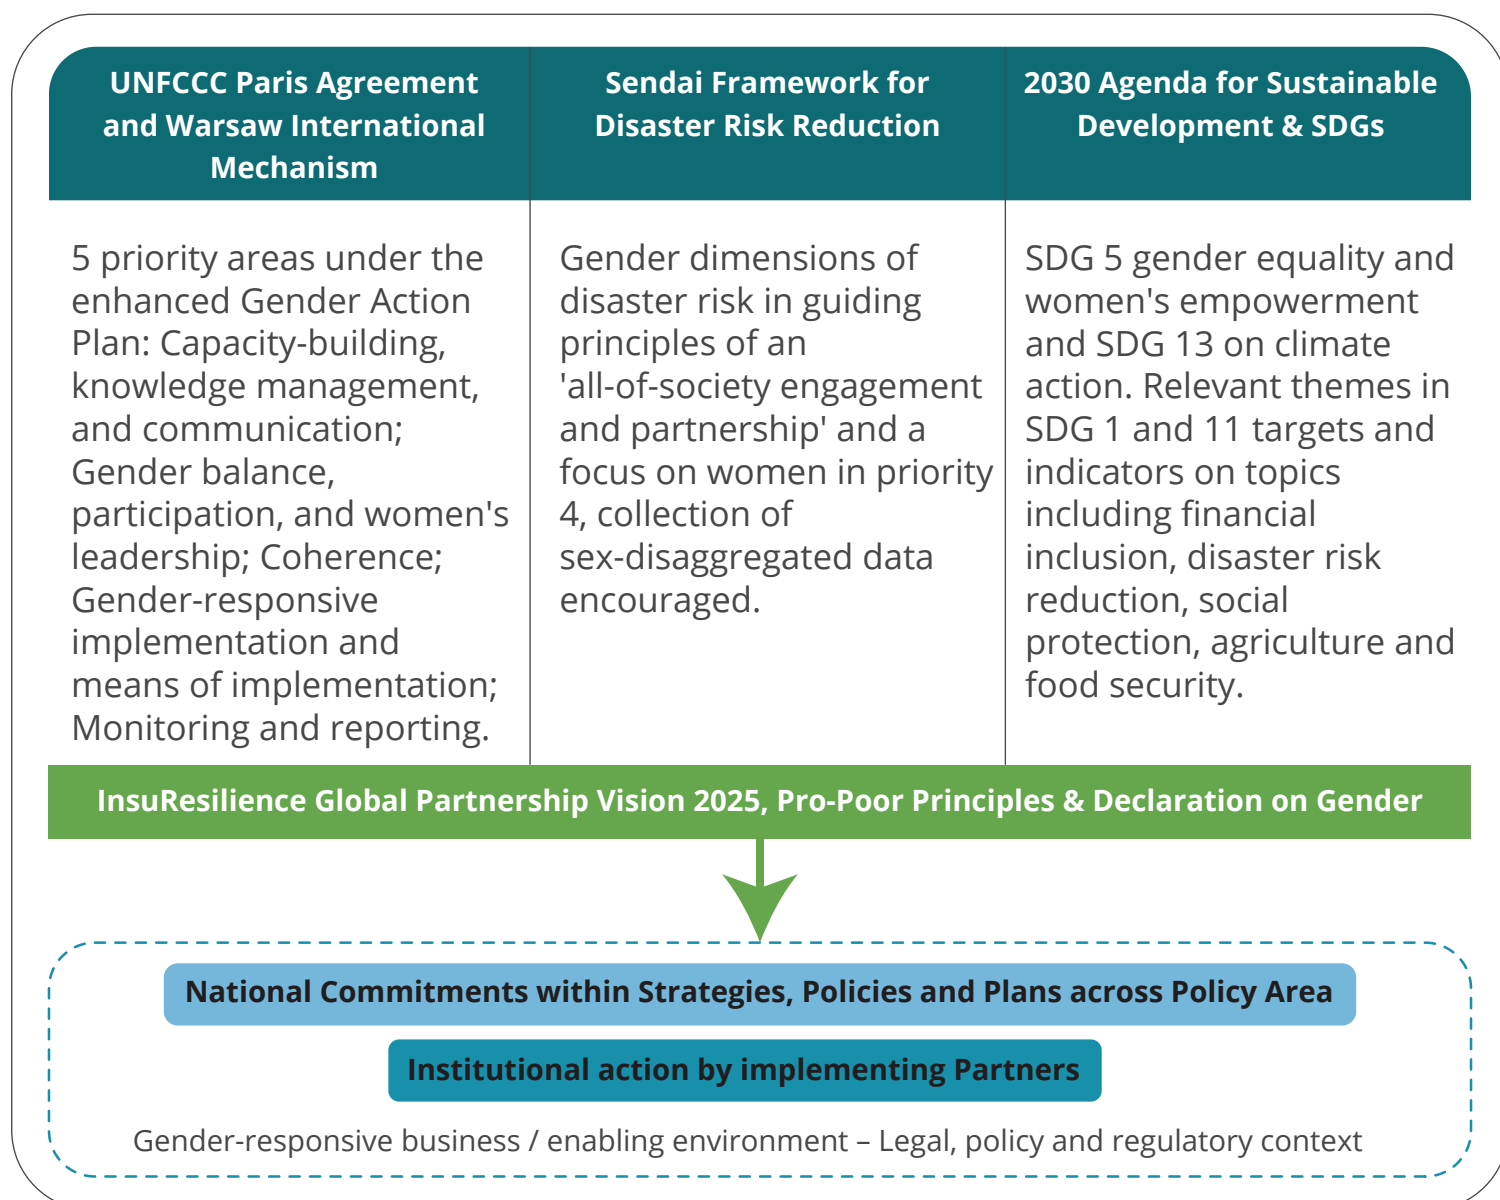 UNFCCC Paris Agreement
and Warsaw International
Mechanism
Sendai Framework for
Disaster Risk Reduction
2030 Agenda for Sustainable
Development & SDGs
5 priority areas under the
enhanced Gender Action
Plan: Capacity-building,
knowledge management,
and communication;
Gender balance,
participation, and women's
leadership; Coherence;
Gender-responsive
implementation and
means of implementation;
Monitoring and reporting.
Gender dimensions of
disaster risk in guiding
principles of an
'all-of-society engagement
and partnership' and a
focus on women in priority
4, collection of
sex-disaggregated data
encouraged.
SDG 5 gender equality and
women's empowerment
and SDG 13 on climate
action. Relevant themes in
SDG 1 and 11 targets and
indicators on topics
including financial
inclusion, disaster risk
reduction, social
protection, agriculture and
food security.
InsuResilience Global Partnership Vision 2025, Pro-Poor Principles & Declaration on Gender
National Commitments within Strategies, Policies and Plans across Policy Area
Institutional action by implementing Partners
Gender-responsive business / enabling environment – Legal, policy and regulatory context